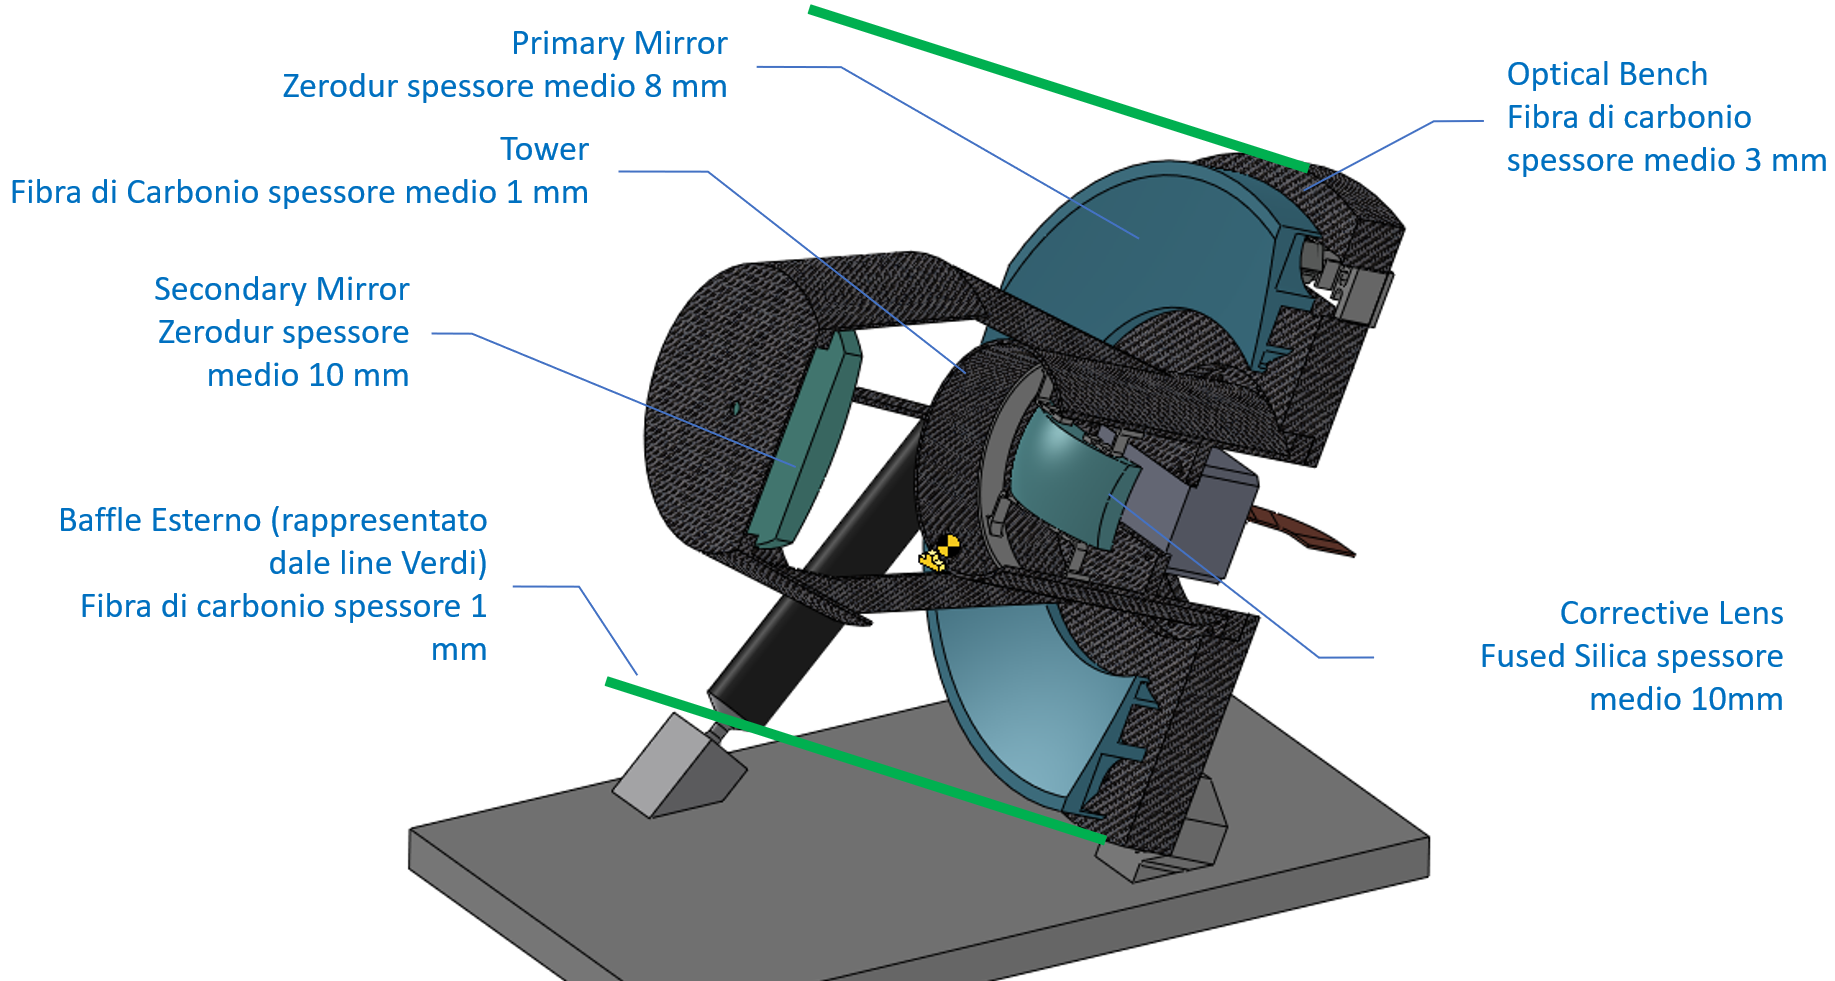 Primary Mirror
Zerodur spessore medio 8 mm
Optical Bench
Fibra di carbonio
spessore medio 3 mm
Tower
Fibra di Carbonio spessore medio 1 mm
Secondary Mirror
Zerodur spessore
medio 10 mm
Baffle Esterno (rappresentato
dale line Verdi)
Fibra di carbonio spessore 1
mm
Corrective Lens
Fused Silica spessore
medio 10mm